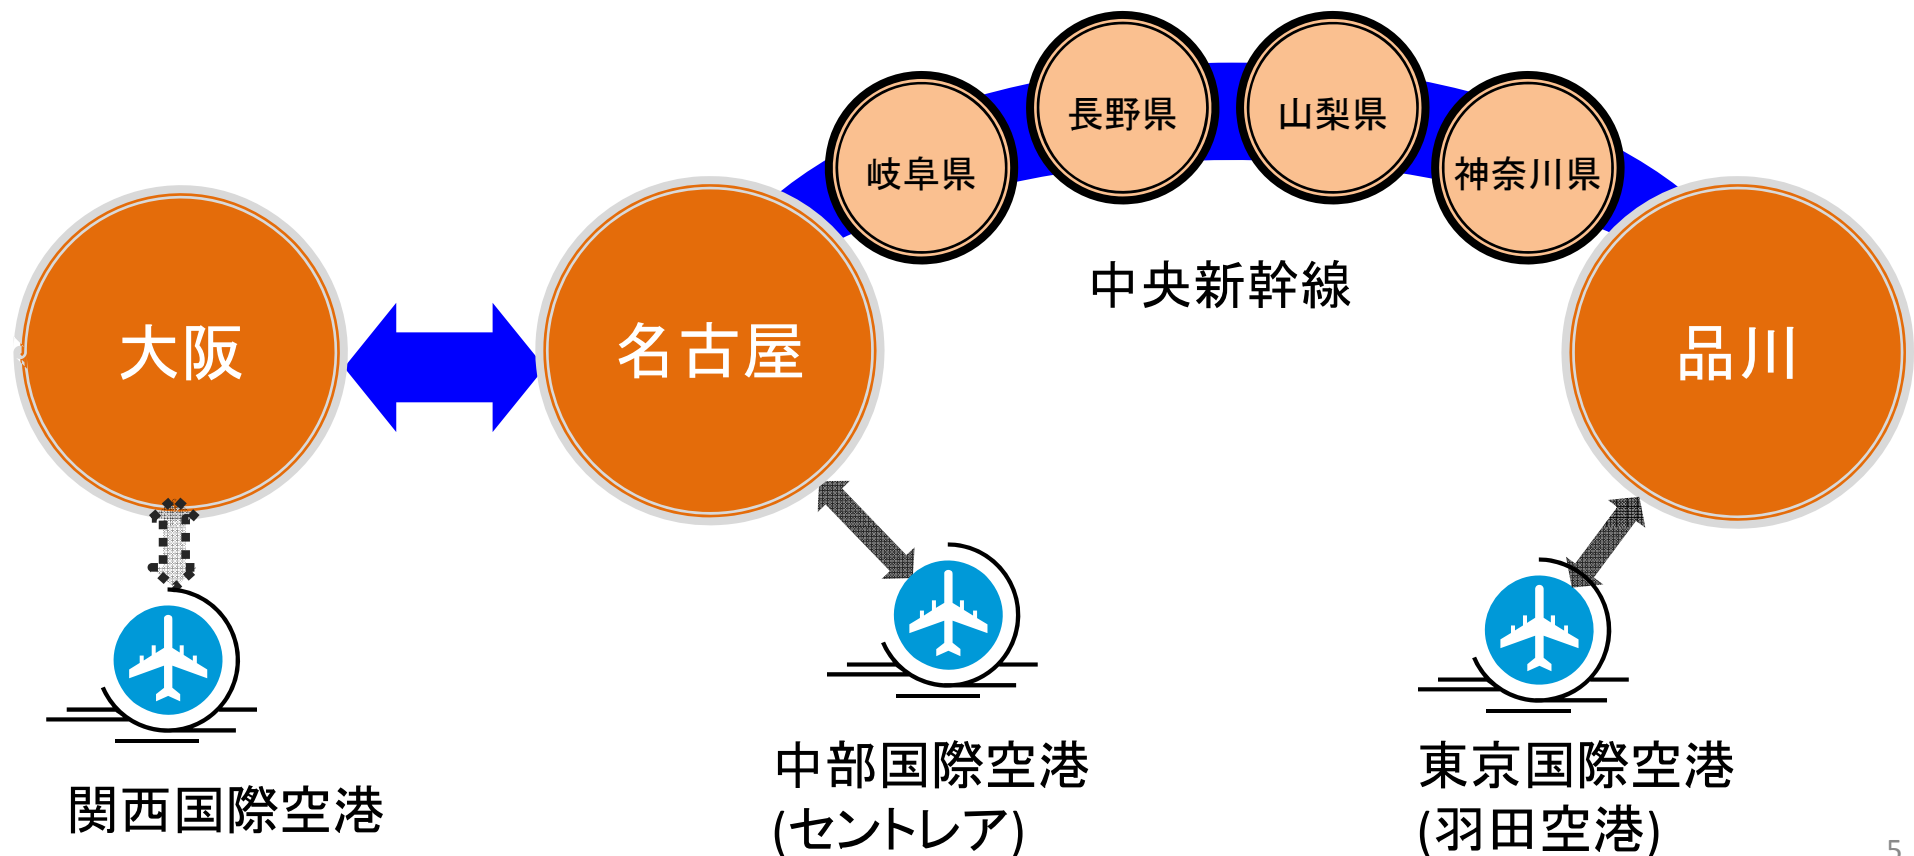 長野県
山梨県
岐阜県
神奈川県
中央新幹線
大阪
名古屋
品川
関西国際空港
中部国際空港
(セントレア)
東京国際空港
(羽田空港)
5